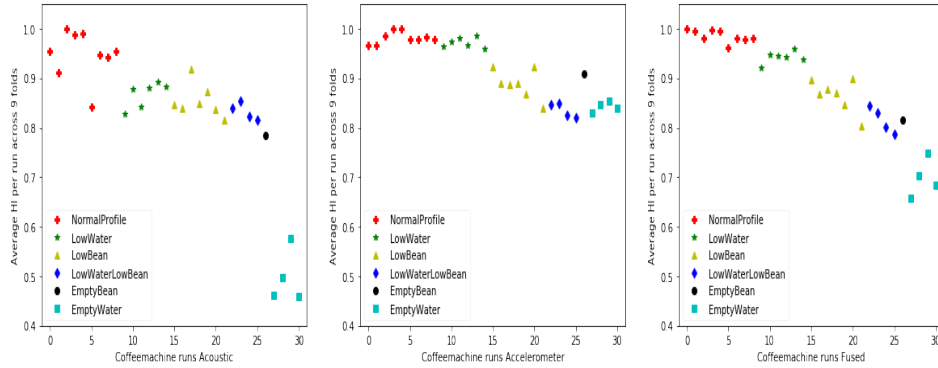 Average HI per run across 9 folds
1.0
0.9
0.8
0.7
0.6
0.5
0.4
NormalProfile
LowWater
LowBean
LowWaterLowBean
EmptyBean
EmptyWater
0 5 10 15 20 25 30
Coffeemachine runs Acoustic
Average HI per run across 9 folds
1.0
0.9
0.8
0.7
0.6
0.5
0.4
NormalProfile
LowWater
LowBean
LowWaterLowBean
EmptyBean
EmptyWater
0 5 10 15 20 25 30
Coffeemachine runs Accelerometer
Average HI per run across 9 folds
1.0
0.9
0.8
0.7
0.6
0.5
0.4
NormalProfile
LowWater
LowBean
LowWaterLowBean
EmptyBean
EmptyWater
0 5 10 15 20 25 30
Coffeemachine runs Fused